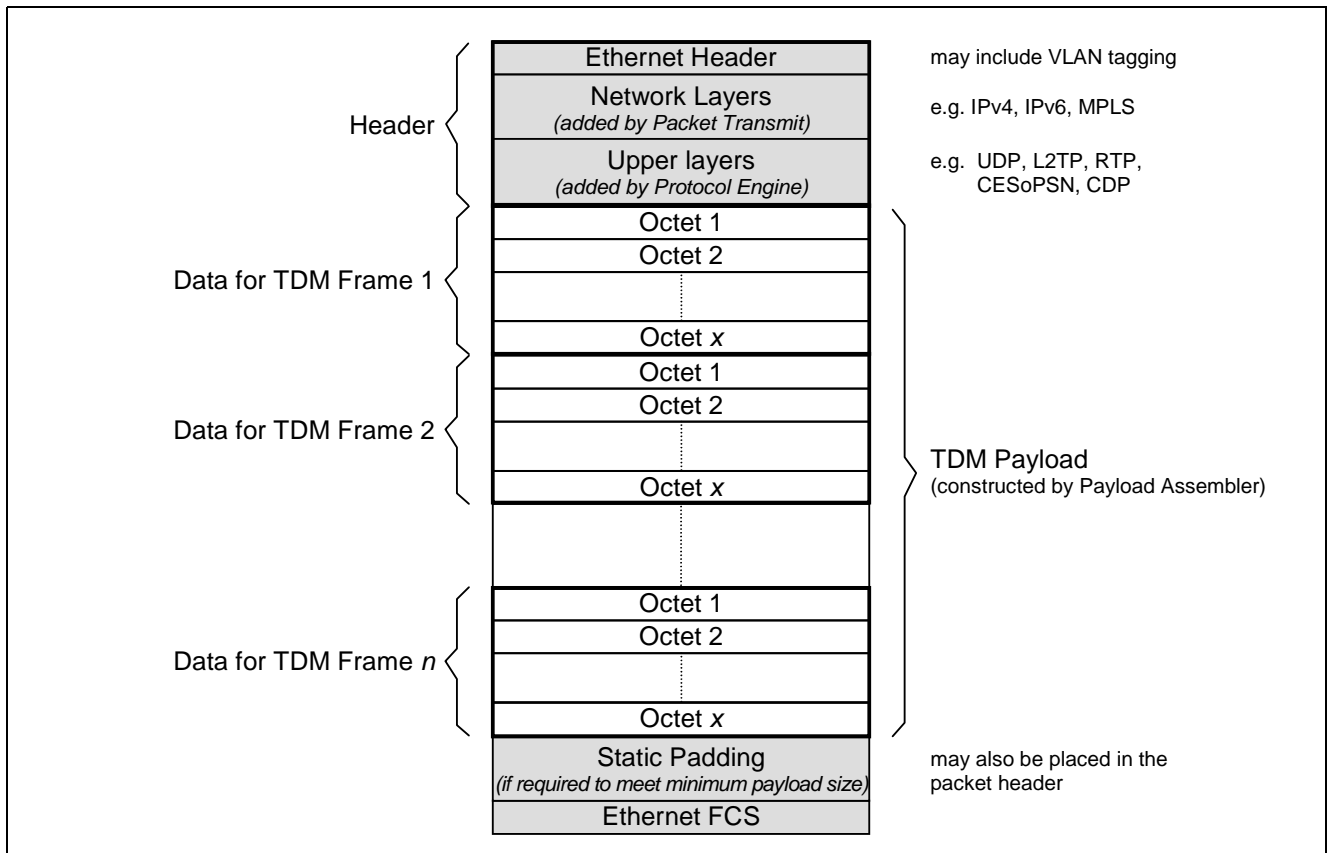 Ethernet Header
may include VLAN tagging
Header
Network Layers
(added by Packet Transmit)
e.g. IPv4, IPv6, MPLS
Upper layers
(added by Protocol Engine)
e.g. UDP, L2TP, RTP,
CESoPSN, CDP
Data for TDM Frame 1
Octet 1
Octet 2
Octet x
Data for TDM Frame 2
Octet 1
Octet 2
Octet x
TDM Payload
(constructed by Payload Assembler)
Data for TDM Frame n
Octet 1
Octet 2
Octet x
Static Padding
(if required to meet minimum payload size)
may also be placed in the
packet header
Ethernet FCS